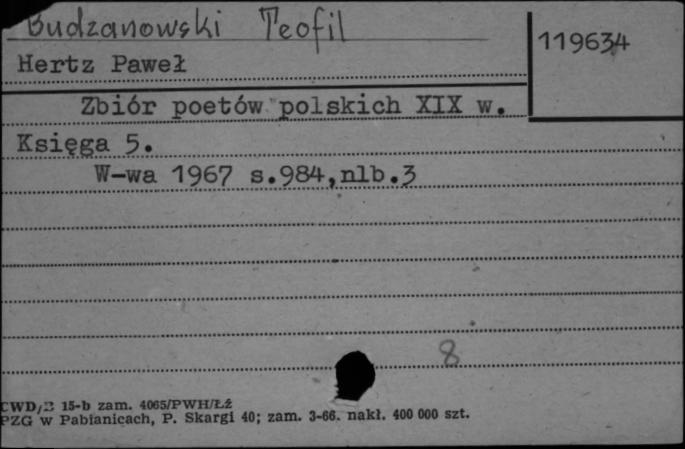 Budzanowski Teofil
119634
Hertz Paweł
Zbiór poetów polskich XIX w.
Księga 5.
W-wa 1967 s.984,nlb.3
8
CWD/B 15-b zam. 4065/PWH/Łź
PZG w Pabianicach, P. Skargi 40; zam. 3-66. nakł. 400 000 szt.